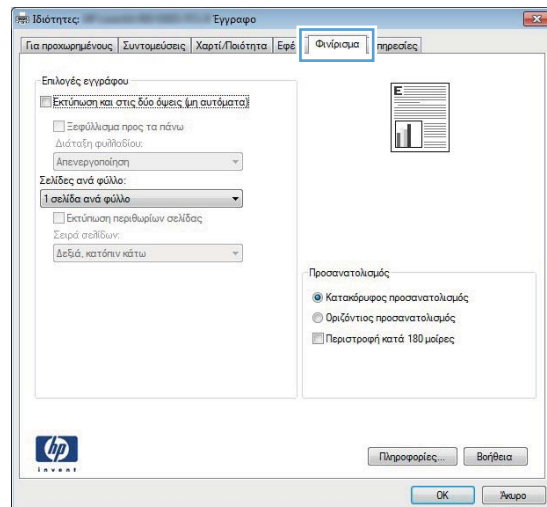 Ιδιότητες: Έγγραφο
Για προχωρημένους Συντομεύσεις Χαρτί/Ποιότητα Εφέ Φινίρισμα πηρεσίες
Επιλογές εγγράφου
Εκτύπωση και στις δύο όψεις (μη αυτόματα)
Ξεφύλλισμα προς τα πάνω
Διάταξη φυλλαδίου:
Απενεργοποίηση
Σελίδες ανά φύλλο:
1 σελίδα ανά φύλλο
Εκτύπωση περιθωρίων σελίδας
Σειρά σελίδων:
Δεξιά, κατόπιν κάτω
E
Προσανατολισμός
Κατακόρυφος προσανατολισμός
Οριζόντιος προσανατολισμός
Περιστροφή κατά 180 μοίρες
hp
invent
Πληροφορίες... Βοήθεια
OK Άκυρο